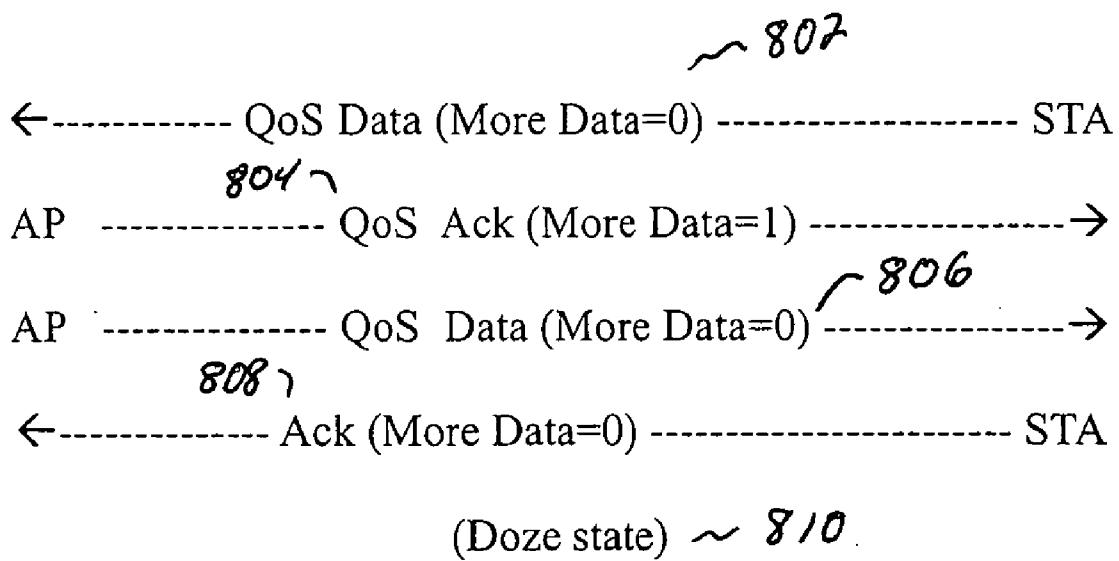 802
←------------ QoS Data (More Data=0) ------------------- STA
804
AP --------------- QoS Ack (More Data=1) -----------------→
806
AP --------------- QoS Data (More Data=0) ----------------→
808
←-------------- Ack (More Data=0) ----------------------- STA
(Doze state) ~ 810